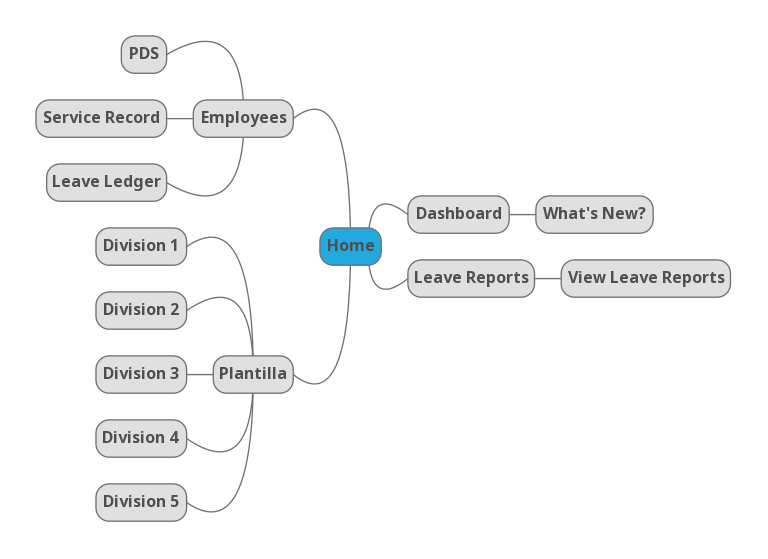 PDS
Service Record
Employees
Leave Ledger
Dashboard
What's New?
Division 1
Home
Leave Reports
View Leave Reports
Division 2
Division 3
Plantilla
Division 4
Division 5